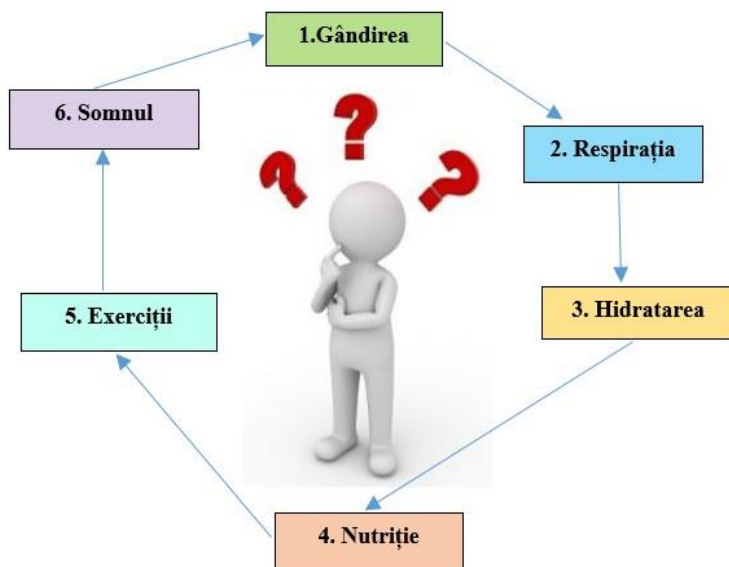 1.Gândirea
2. Respirația
3. Hidratarea
4. Nutriție
5. Exerciții
6. Somnul